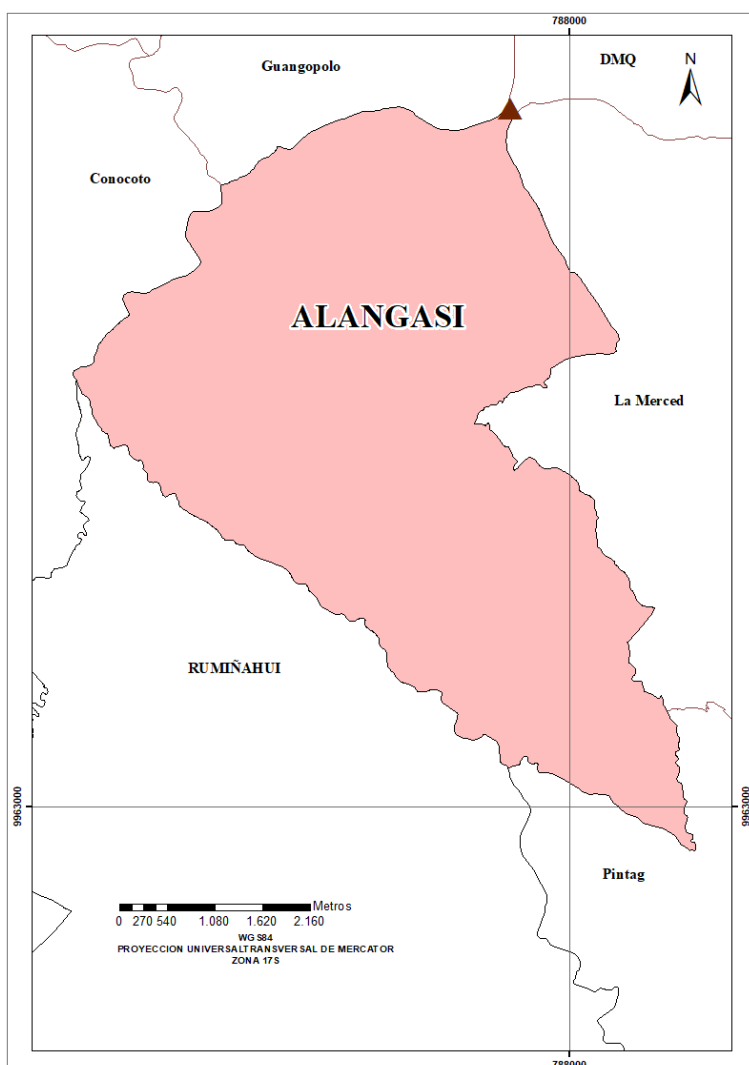 788000
Guangopolo
DMQ
N
Conocoto
ALANGASI
La Merced
RUMIÑAHUI
9963000
9963000
Pintag
Metros
0 270 540 1.080 1.620 2.160
WGS84
PROYECCION UNIVERSALTRANSVERSAL DE MERCATOR
ZONA 17S
788000